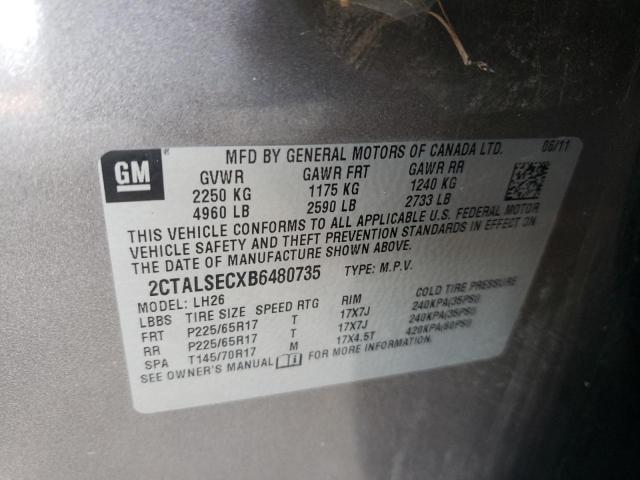 GM
MFD BY GENERAL MOTORS OF CANADA LTD. 06/11
GVWR GAWR FRT GAWR RR
2250 KG 1175 KG 1240 KG
4960 LB 2590 LB 2733 LB
THIS VEHICLE CONFORMS TO ALL APPLICABLE U.S. FEDERAL MOTOR
VEHICLE SAFETY AND THEFT PREVENTION STANDARDS IN EFFECT ON
THE DATE OF MANUFACTURE SHOWN ABOVE.
2CTALSECXB6480735 TYPE: M.P.V.
MODEL: LH26
LBBS TIRE SIZE SPEED RTG RIM COLD TIRE PRESSURE
FRT P225/65R17 T 17X7J 240KPA(35PSI)
RR P225/65R17 T 17X7J 240KPA(35PSI)
SPA T145/70R17 M 17X4.5T 420KPA(60PSI)
SEE OWNER'S MANUAL FOR MORE INFORMATION.